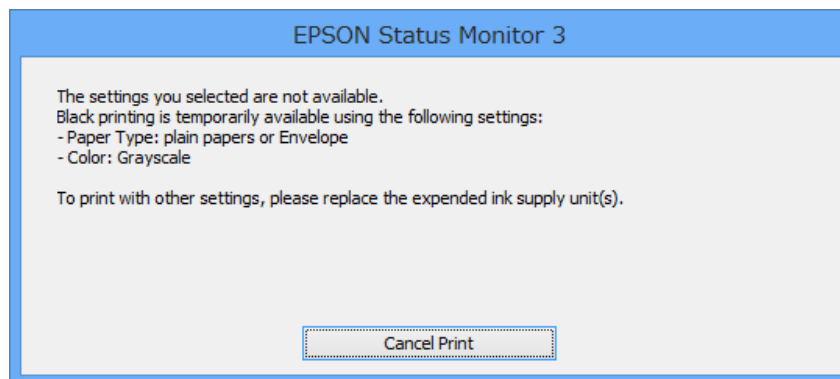 EPSON Status Monitor 3
The settings you selected are not available.
Black printing is temporarily available using the following settings:
- Paper Type: plain papers or Envelope
- Color: Grayscale
To print with other settings, please replace the expended ink supply unit(s).
Cancel Print